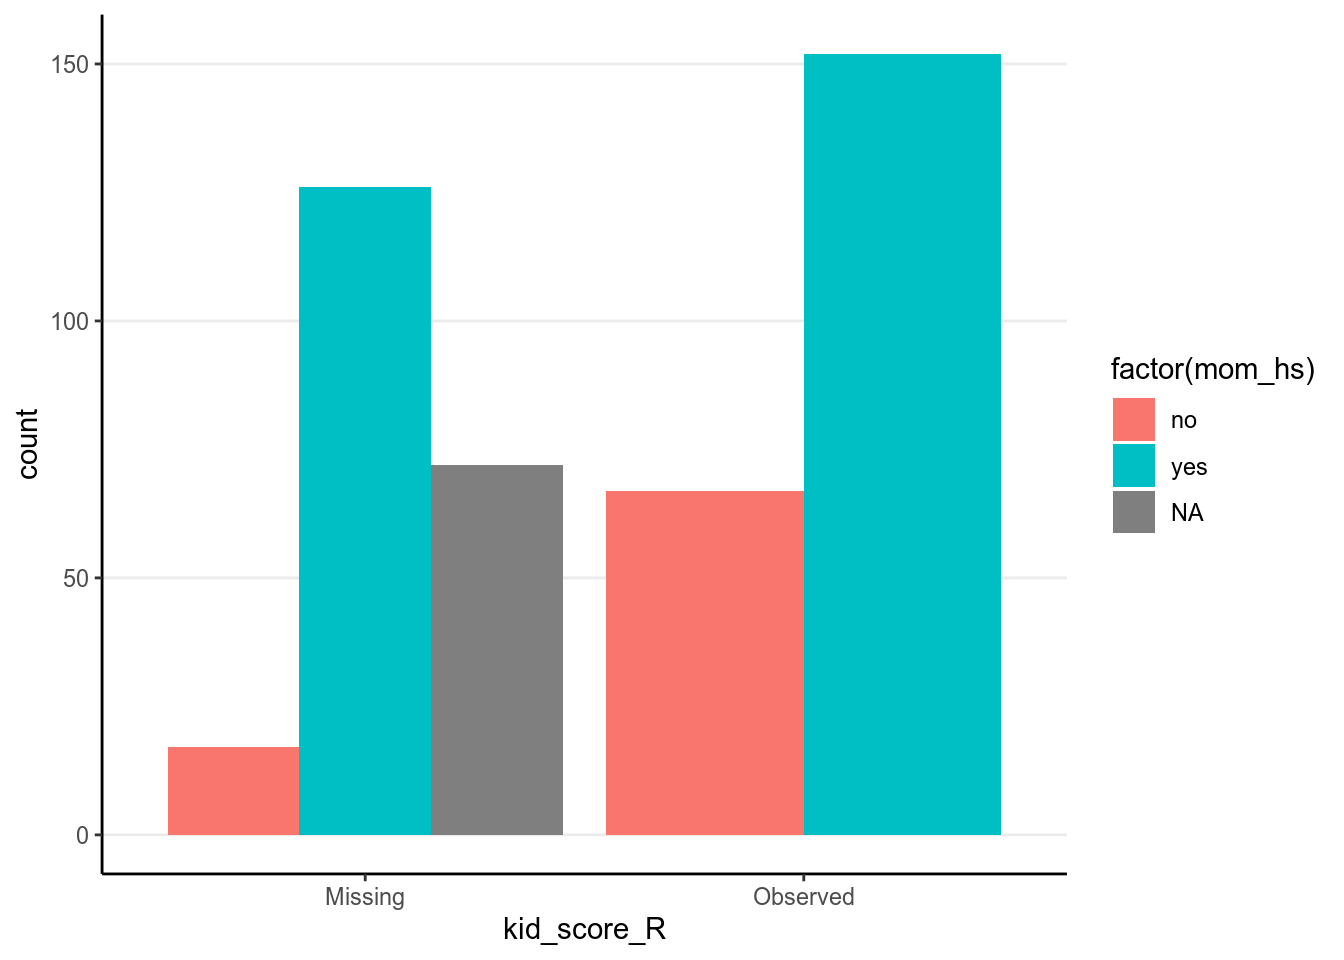 150
100
50
0
count
Missing
Observed
kid_score_R
factor(mom_hs)
no
yes
NA